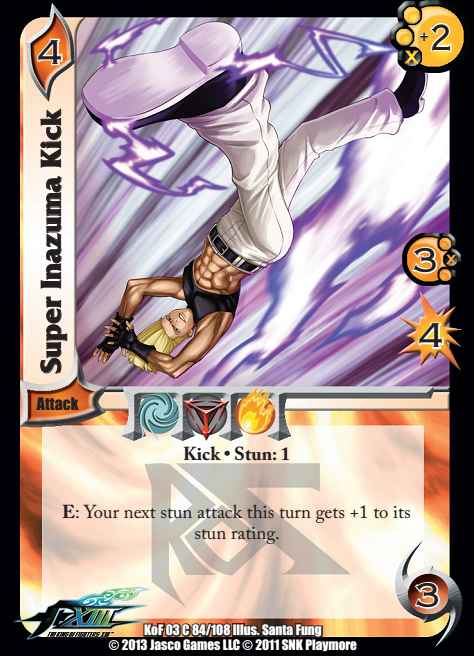 4
+2
X
Super Inazuma Kick
3
X
4
Attack
Kick • Stun: 1
E: Your next stun attack this turn gets +1 to its
stun rating.
XIII
3
KoF 03 C 84/108 Illus. Santa Fung
© 2013 Jasco Games LLC © 2011 SNK Playmore